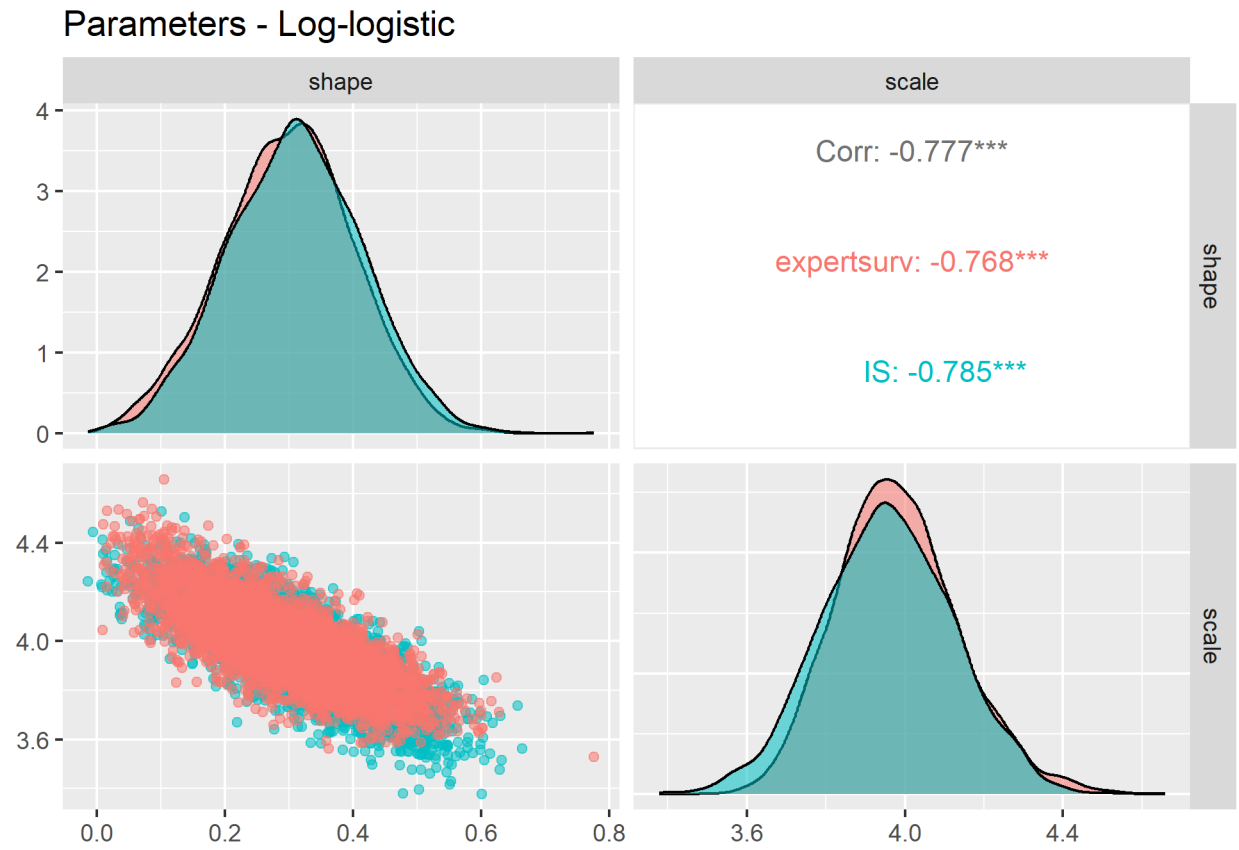 Parameters - Log-logistic
shape
scale
4
3
2
1
0
Corr: -0.777***
expertsurv: -0.768***
IS: -0.785***
shape
4.4
4.0
3.6
scale
0.0 0.2 0.4 0.6 0.8
3.6 4.0 4.4